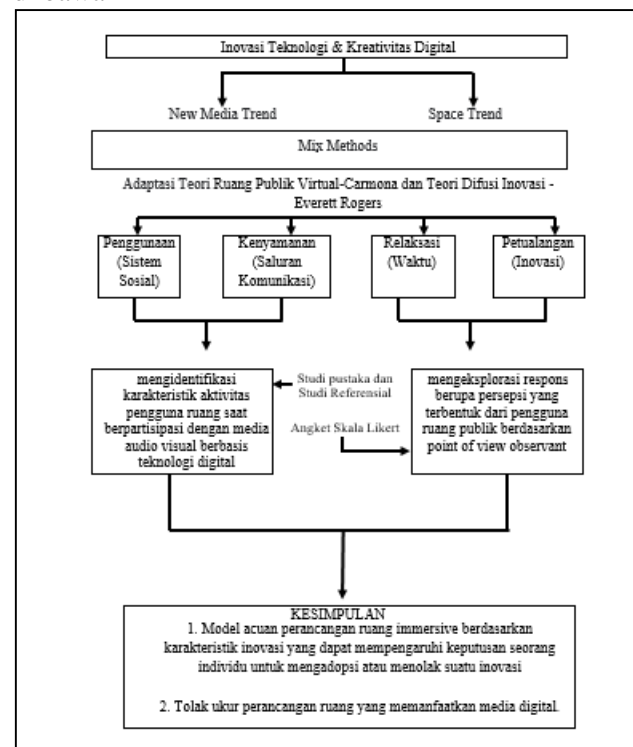 Inovasi Teknologi & Kreativitas Digital
New Media Trend
Space Trend
Mix Methods
Adaptasi Teori Ruang Publik Virtual-Carmona dan Teori Difusi Inovasi -
Everett Rogers
Penggunaan
(Sistem
Sosial)
Kenyamanan
(Saluran
Komunikasi)
Relaksasi
(Waktu)
Petualangan
(Inovasi)
mengidentifikasi
karakteristik aktivitas
pengguna ruang saat
berpartisipasi dengan media
audio visual berbasis
teknologi digital
Studi pustaka dan
Studi Referensial
Angket Skala Likert
mengeksplorasi respons
berupa persepsi yang
terbentuk dari pengguna
ruang publik berdasarkan
point of view observant
KESIMPULAN
1. Model acuan perancangan ruang immersive berdasarkan
karakteristik inovasi yang dapat mempengaruhi keputusan seorang
individu untuk mengadopsi atau menolak suatu inovasi
2. Tolak ukur perancangan ruang yang memanfaatkan media digital.